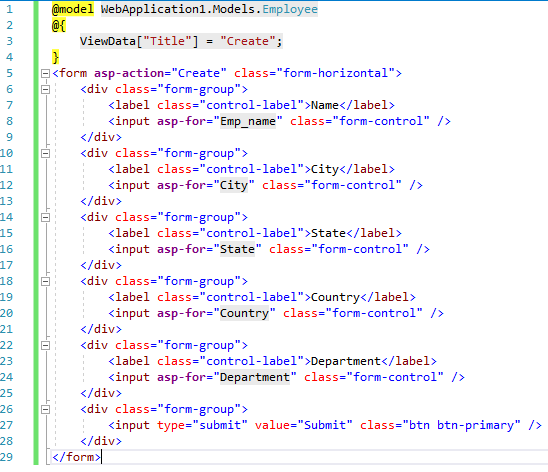 1 @model WebApplication1.Models.Employee
2 @{
3     ViewData["Title"] = "Create";
4 }
5 <form asp-action="Create" class="form-horizontal">
6     <div class="form-group">
7         <label class="control-label">Name</label>
8         <input asp-for="Emp_name" class="form-control" />
9     </div>
10     <div class="form-group">
11         <label class="control-label">City</label>
12         <input asp-for="City" class="form-control" />
13     </div>
14     <div class="form-group">
15         <label class="control-label">State</label>
16         <input asp-for="State" class="form-control" />
17     </div>
18     <div class="form-group">
19         <label class="control-label">Country</label>
20         <input asp-for="Country" class="form-control" />
21     </div>
22     <div class="form-group">
23         <label class="control-label">Department</label>
24         <input asp-for="Department" class="form-control" />
25     </div>
26     <div class="form-group">
27         <input type="submit" value="Submit" class="btn btn-primary" />
28     </div>
29 </form>